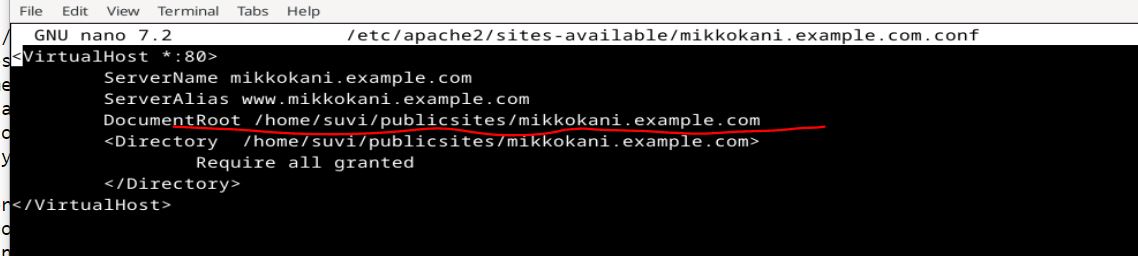 File Edit View Terminal Tabs Help
GNU nano 7.2 /etc/apache2/sites-available/mikkokani.example.com.conf
<VirtualHost *:80>
ServerName mikkokani.example.com
ServerAlias www.mikkokani.example.com
DocumentRoot /home/suvi/publicsites/mikkokani.example.com
<Directory /home/suvi/publicsites/mikkokani.example.com>
Require all granted
</Directory>
</VirtualHost>